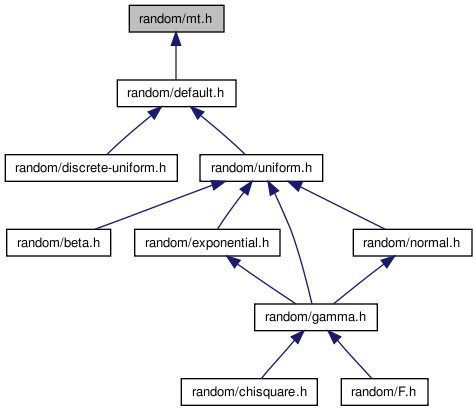 random/mt.h
random/default.h
random/discrete-uniform.h
random/uniform.h
random/beta.h
random/exponential.h
random/normal.h
random/gamma.h
random/chisquare.h
random/F.h